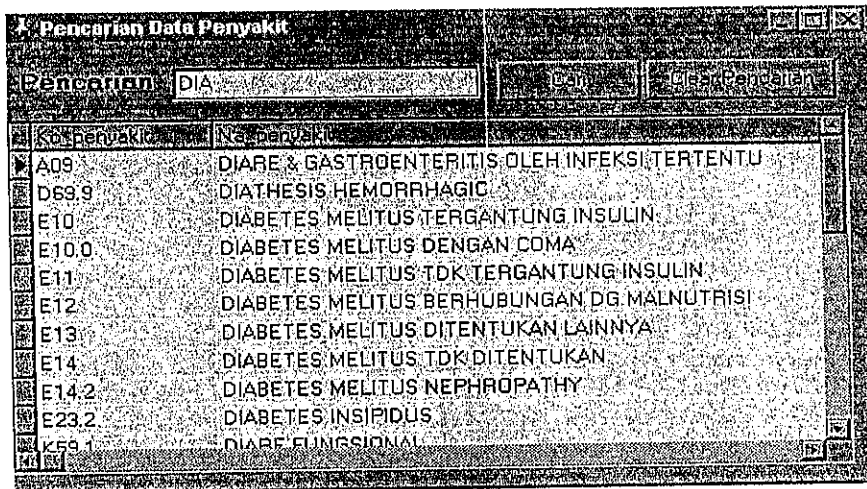 Pencarian Data Penyakit
Pencarian DIA Cari Clear Pencarian
Ko_penyakit Na_penyakit
A09 DIARE & GASTROENTERITIS OLEH INFEKSI TERTENTU
D69.9 DIATHESIS HEMORRHAGIC
E10 DIABETES MELITUS TERGANTUNG INSULIN
E10.0 DIABETES MELITUS DENGAN COMA
E11 DIABETES MELITUS TDK TERGANTUNG INSULIN
E12 DIABETES MELITUS BERHUBUNGAN DG MALNUTRISI
E13 DIABETES MELITUS DITENTUKAN LAINNYA
E14 DIABETES MELITUS TDK DITENTUKAN
E14.2 DIABETES MELITUS NEPHROPATHY
E23.2 DIABETES INSIPIDUS
K59.1 DIARE FUNGSIONAL